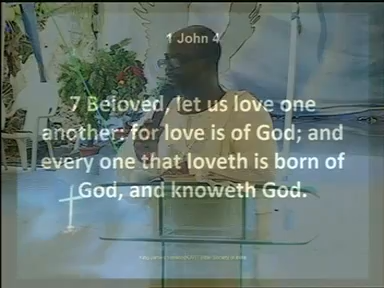 1 John 4
7 Beloved, let us love one
another: for love is of God; and
every one that loveth is born of
God, and knoweth God.